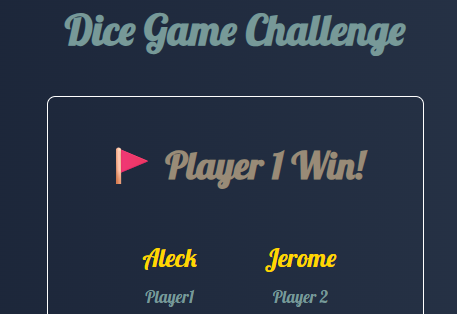 Dice Game Challenge
Player 1 Win!
Aleck Jerome
Player1 Player 2